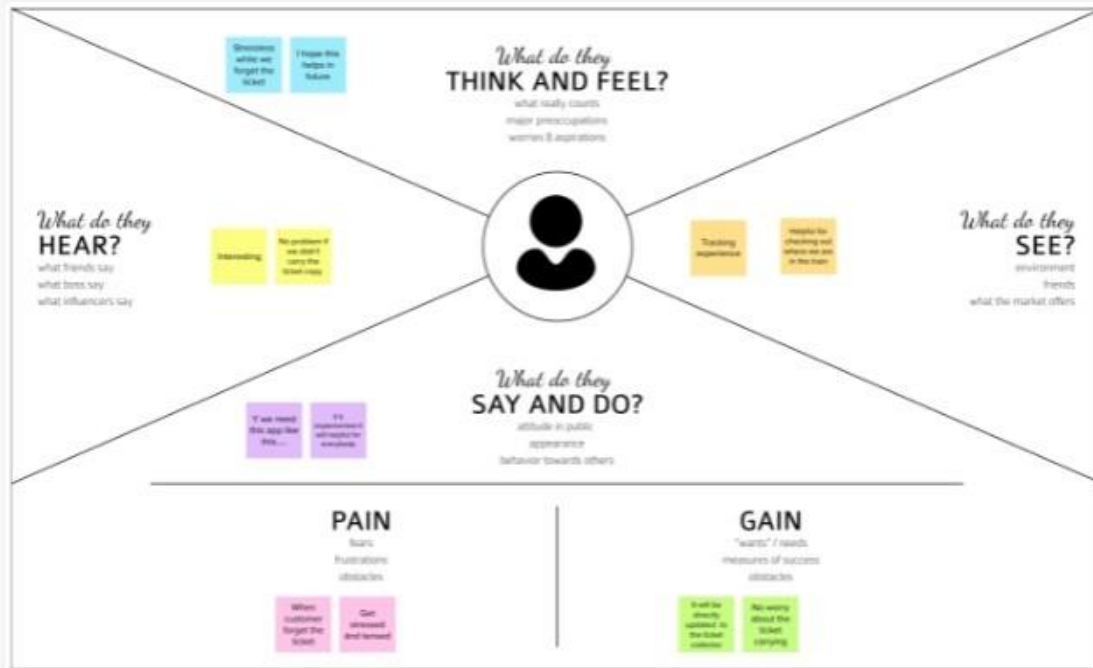 Stressless
while we
forget the
ticket
I hope this
helps in
future
What do they
THINK AND FEEL?
what really counts
major preoccupations
worries & aspirations
What do they
HEAR?
what friends say
what boss say
what influencers say
Interesting
No problem if
we didn't
carry the
ticket copy
Tracking
experience
Helpful for
checking out
where we are
in the train
What do they
SEE?
environment
friends
what the market offers
What do they
SAY AND DO?
attitude in public
appearance
behavior towards others
Y we need
this app like
this....
implemented it
will helpful for
everybody
PAIN
fears
frustrations
obstacles
When
customer
forget the
ticket
Get
stressed
And tensed
GAIN
"wants" / needs
measures of success
obstacles
It will be
directly
updated to
the ticket
collector
No worry
about the
ticket
carrying